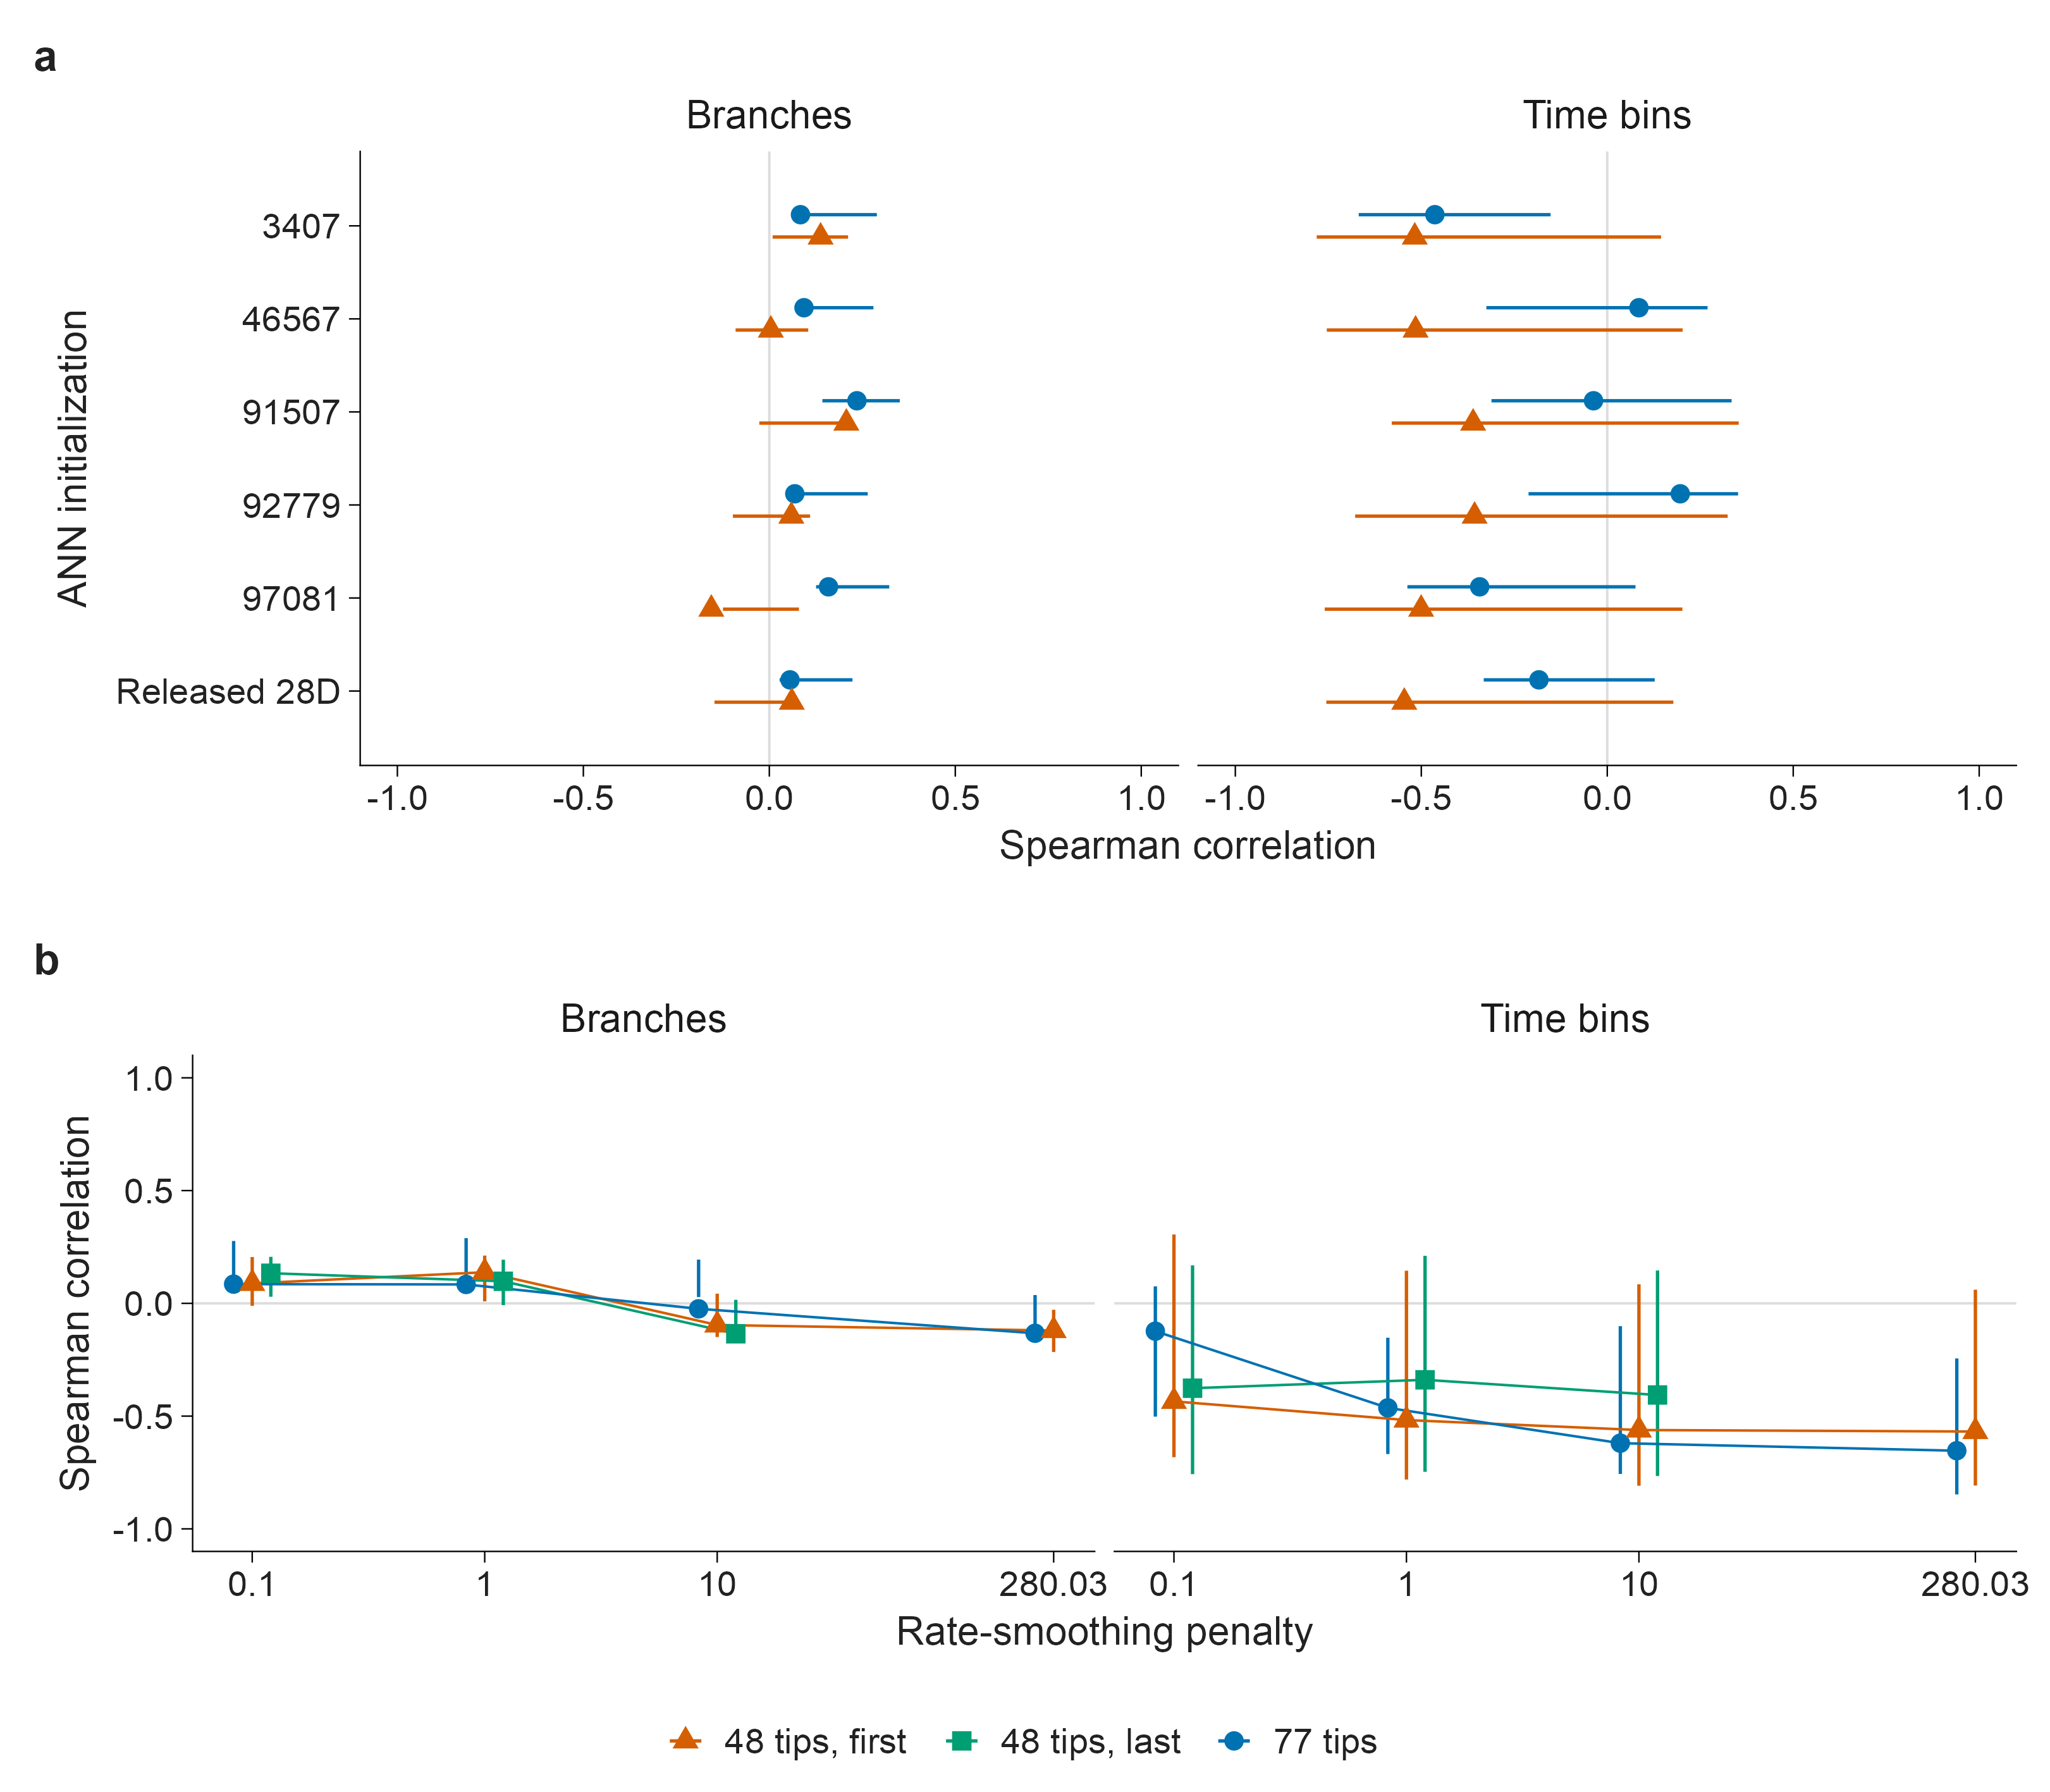 a
Branches
Time bins
ANN initialization
3407
46567
91507
92779
97081
Released 28D
-1.0 -0.5 0.0 0.5 1.0
-1.0 -0.5 0.0 0.5 1.0
Spearman correlation
b
Branches
Time bins
Spearman correlation
1.0
0.5
0.0
-0.5
-1.0
0.1 1 10 280.03
0.1 1 10 280.03
Rate-smoothing penalty
48 tips, first
48 tips, last
77 tips